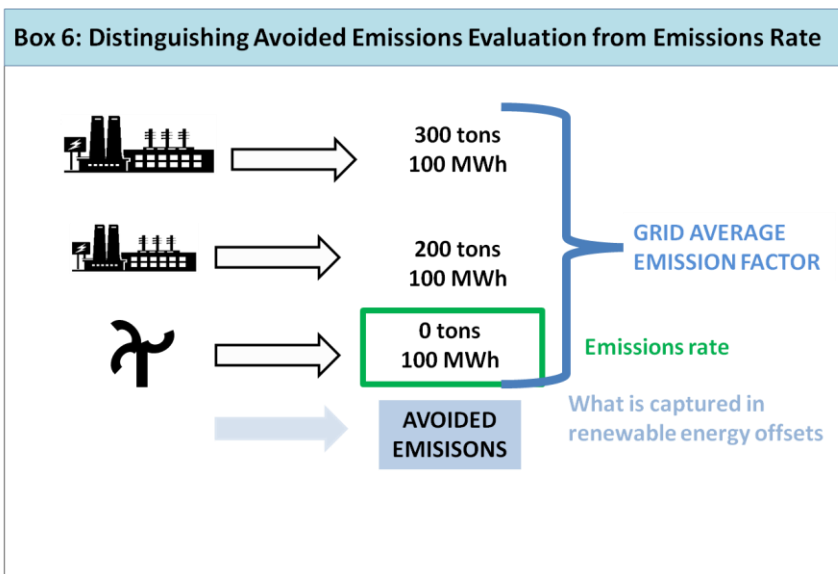 Box 6: Distinguishing Avoided Emissions Evaluation from Emissions Rate
300 tons
100 MWh
GRID AVERAGE
EMISSION FACTOR
200 tons
100 MWh
0 tons
100 MWh
Emissions rate
What is captured in
renewable energy offsets
AVOIDED
EMISISONS